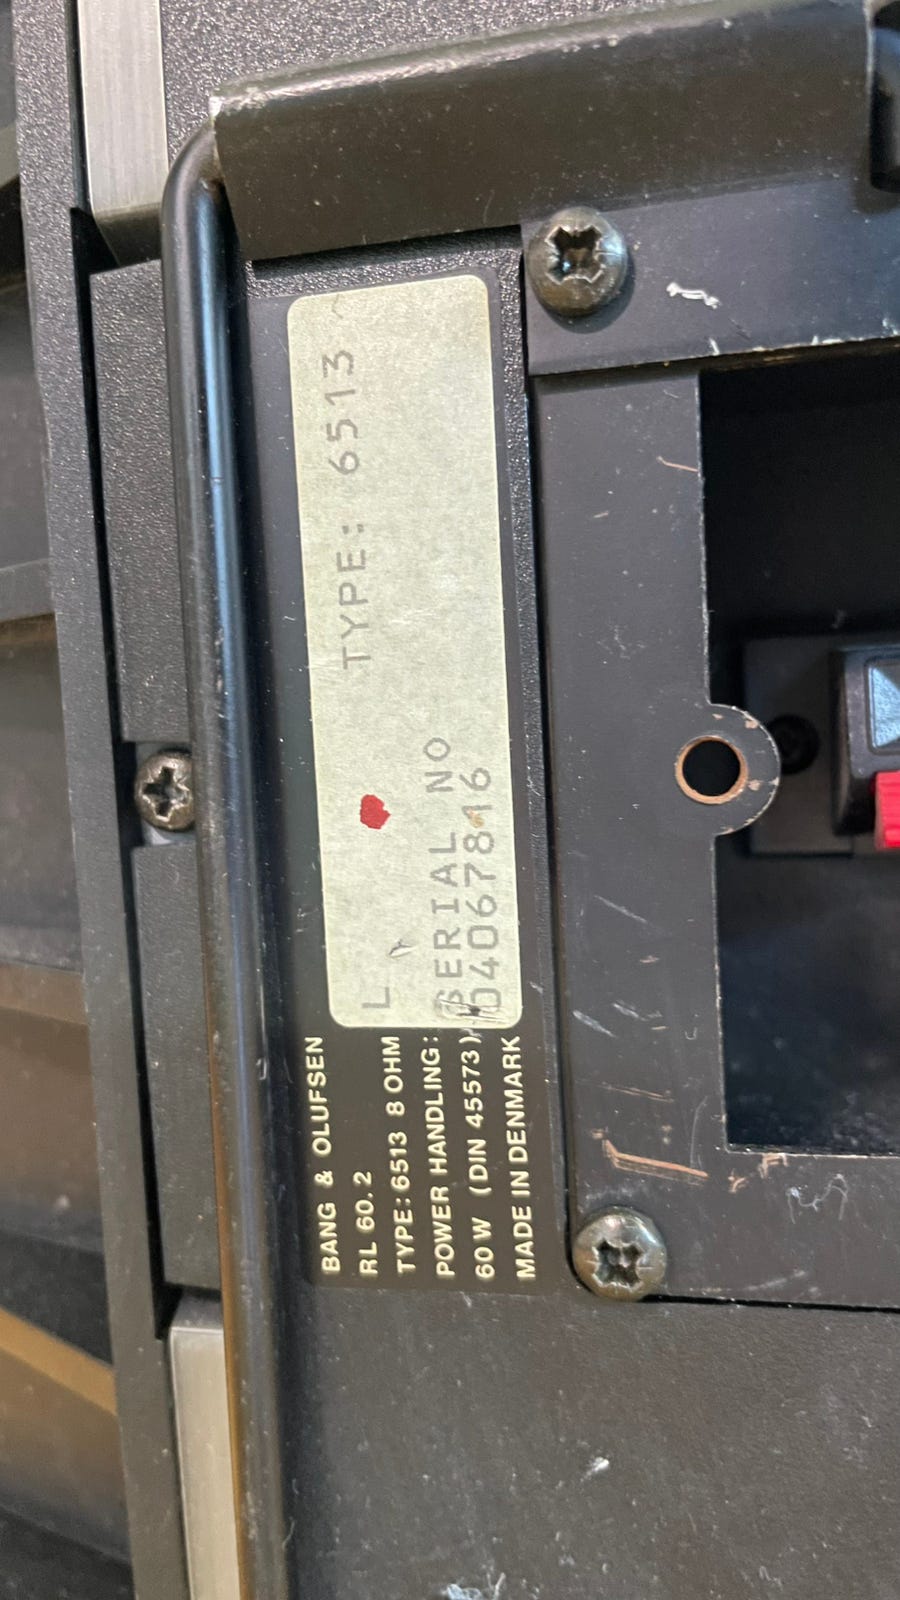 BANG & OLUFSEN
RL 60.2
TYPE: 6513 8 OHM
POWER HANDLING:
60 W (DIN 45573)
MADE IN DENMARK
L TYPE: 6513
SERIAL NO
04067816